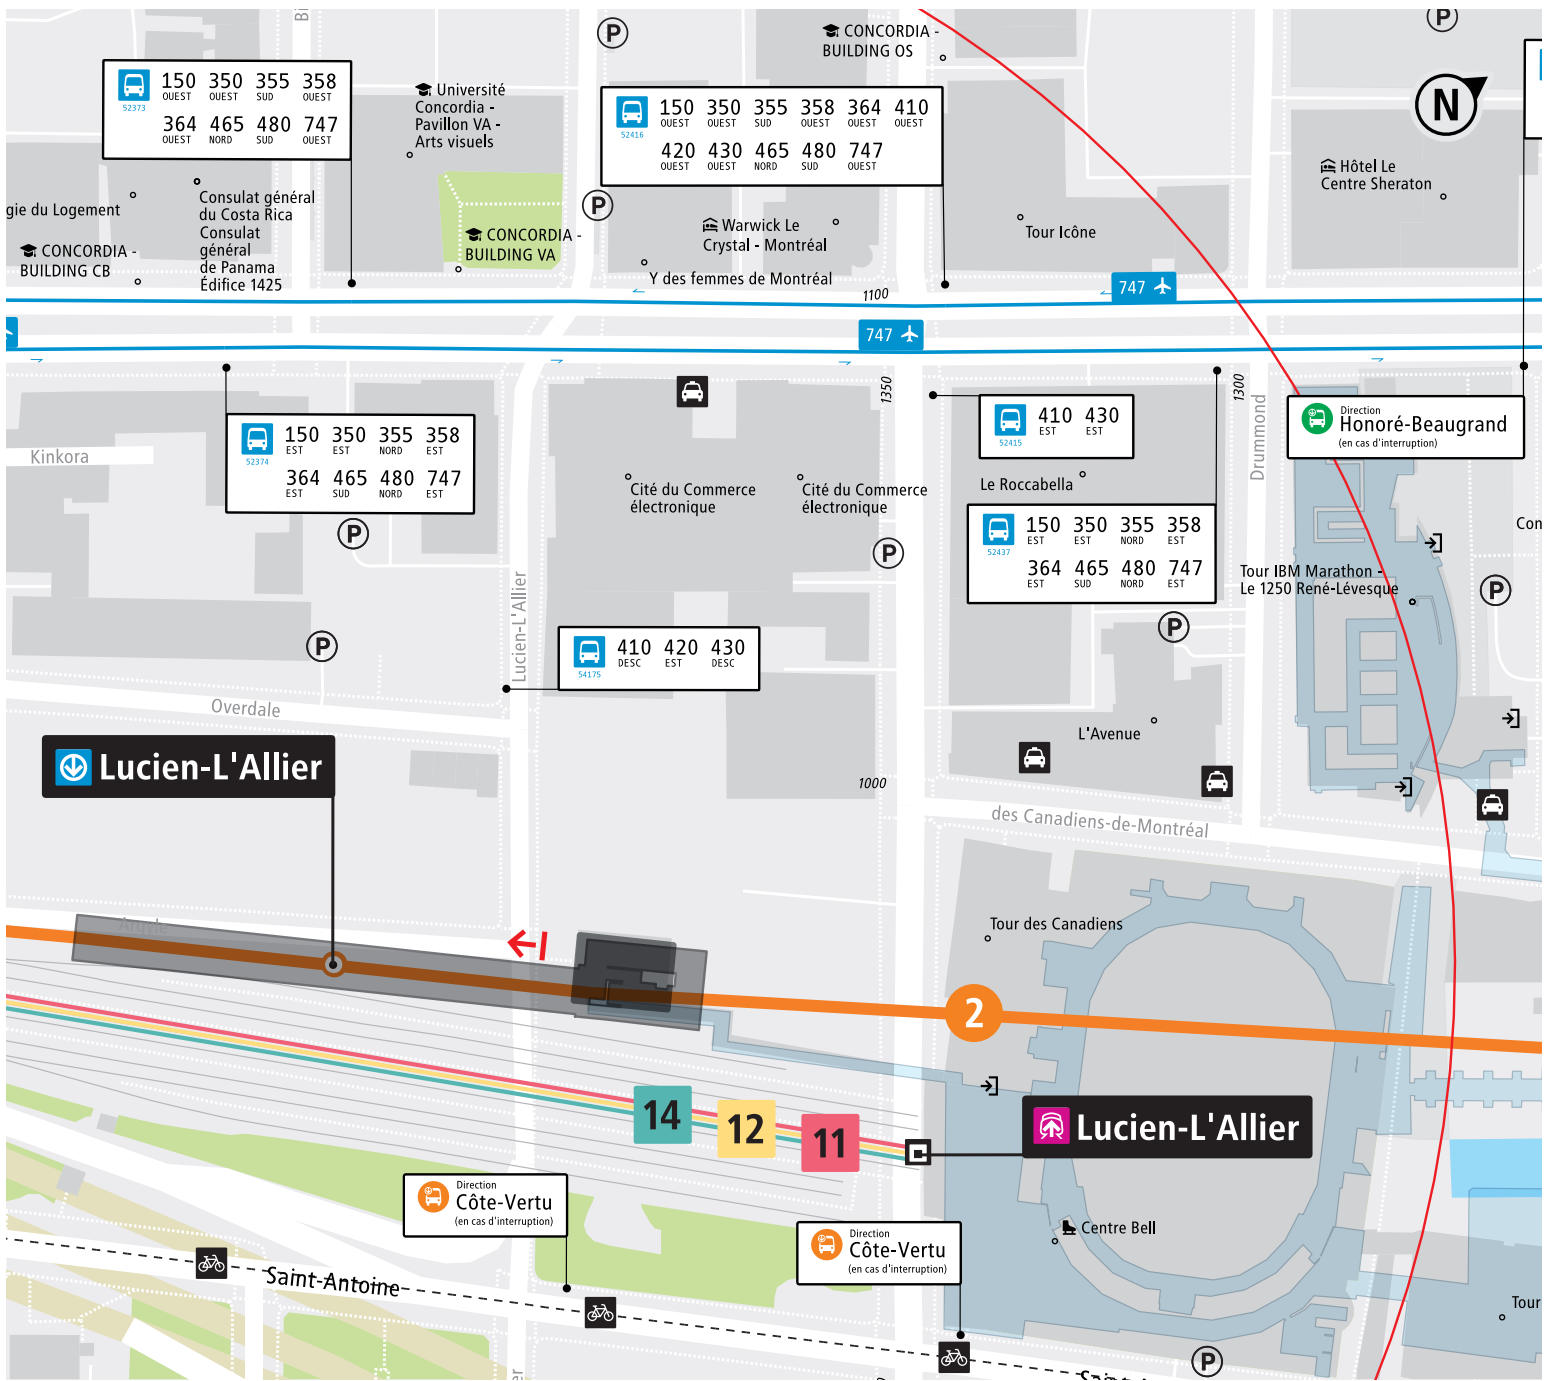 CONCORDIA -
BUILDING OS
P
P
N
52373
150 OUEST 350 OUEST 355 SUD 358 OUEST
364 OUEST 465 NORD 480 SUD 747 OUEST
Université
Concordia -
Pavillon VA -
Arts visuels
52416
150 OUEST 350 OUEST 355 SUD 358 OUEST 364 OUEST 410 OUEST
420 OUEST 430 OUEST 465 NORD 480 SUD 747 OUEST
Hôtel Le
Centre Sheraton
gie du Logement
Consulat général
du Costa Rica
Consulat
général
de Panama
Édifice 1425
CONCORDIA -
BUILDING CB
CONCORDIA -
BUILDING VA
P
Warwick Le
Crystal - Montréal
Y des femmes de Montréal
Tour Icône
1100
747
747
1350
1300
Drummond
Kinkora
52374
150 EST 350 EST 355 NORD 358 EST
364 EST 465 SUD 480 NORD 747 EST
P
Cité du Commerce
électronique
Cité du Commerce
électronique
P
52415
410 EST 430 EST
Le Roccabella
52437
150 EST 350 EST 355 NORD 358 EST
364 EST 465 SUD 480 NORD 747 EST
Direction
Honoré-Beaugrand
(en cas d'interruption)
Con
Tour IBM Marathon -
Le 1250 René-Lévesque
P
P
P
Lucien-L'Allier
54175
410 DESC 420 EST 430 DESC
Overdale
L'Avenue
Lucien-L'Allier
1000
des Canadiens-de-Montréal
Argyle
Tour des Canadiens
2
14
12
11
Lucien-L'Allier
Direction
Côte-Vertu
(en cas d'interruption)
Direction
Côte-Vertu
(en cas d'interruption)
Centre Bell
Saint-Antoine
Tour
P